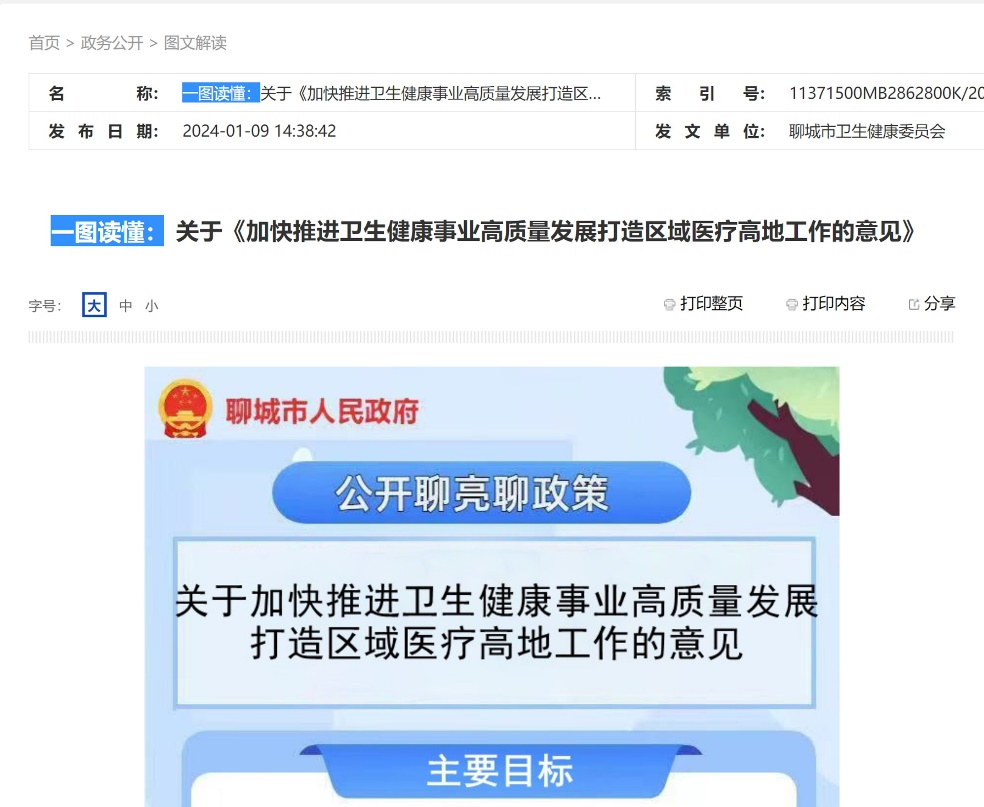 首页 > 政务公开 > 图文解读
名称: 一图读懂：关于《加快推进卫生健康事业高质量发展打造区... 索引号: 11371500MB2862800K/20
发布日期: 2024-01-09 14:38:42 发文单位: 聊城市卫生健康委员会
一图读懂： 关于《加快推进卫生健康事业高质量发展打造区域医疗高地工作的意见》
字号: 大 中 小 打印整页 打印内容 分享
聊城市人民政府
公开聊亮聊政策
关于加快推进卫生健康事业高质量发展
打造区域医疗高地工作的意见
主要目标